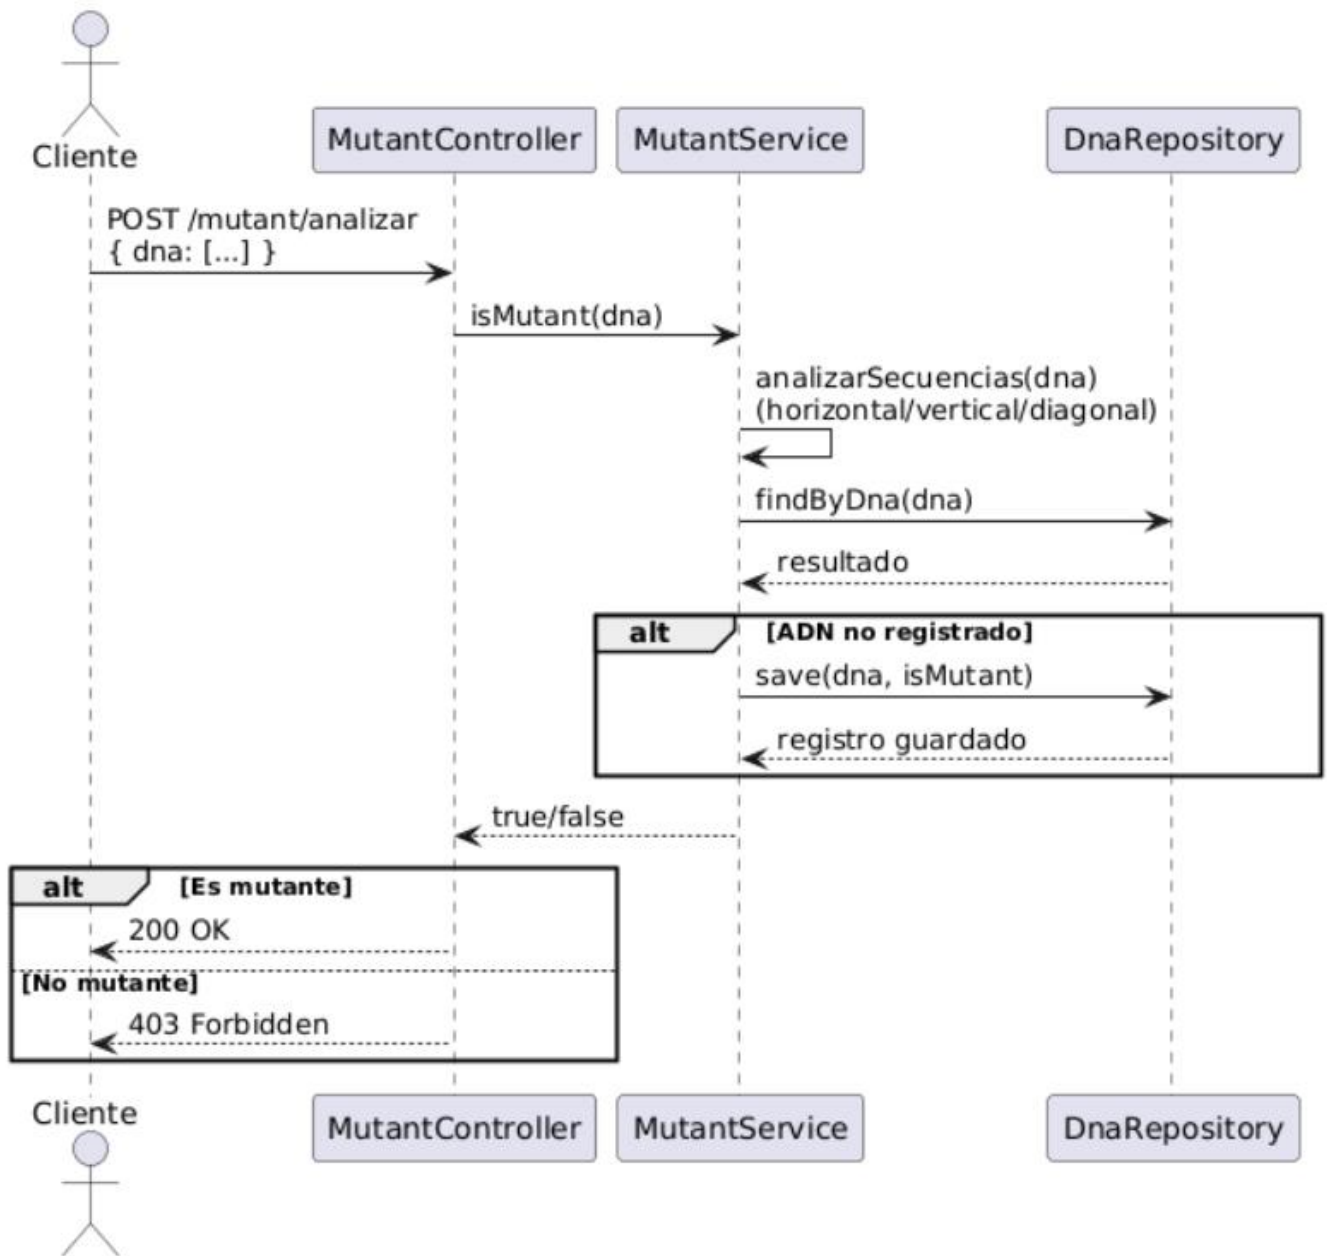 Cliente
MutantController
MutantService
DnaRepository
POST /mutant/analizar
{ dna: [...] }
isMutant(dna)
analizarSecuencias(dna)
(horizontal/vertical/diagonal)
findByDna(dna)
resultado
alt
[ADN no registrado]
save(dna, isMutant)
registro guardado
true/false
alt
[Es mutante]
200 OK
[No mutante]
403 Forbidden
Cliente
MutantController
MutantService
DnaRepository